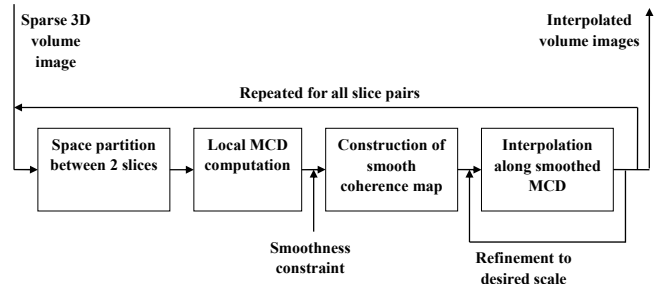 Sparse 3D
volume
image
Interpolated
volume images
Repeated for all slice pairs
Space partition
between 2 slices
Local MCD
computation
Construction of
smooth
coherence map
Interpolation
along smoothed
MCD
Smoothness
constraint
Refinement to
desired scale